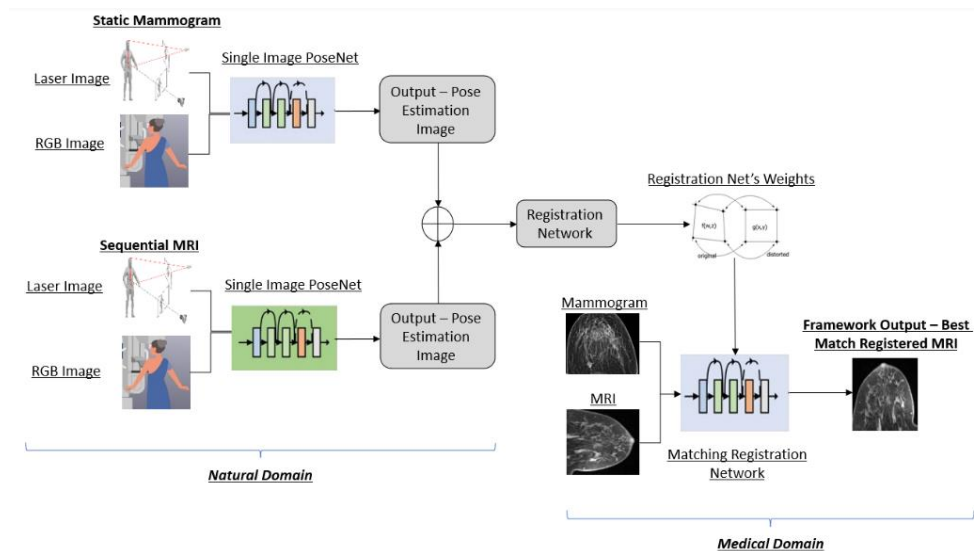 Static Mammogram
Single Image PoseNet
Laser Image
RGB Image
Output – Pose
Estimation
Image
Registration
Network
Registration Net's Weights
f(x,y)
g(x,y)
original
distorted
Sequential MRI
Laser Image
Single Image PoseNet
RGB Image
Output – Pose
Estimation
Image
Mammogram
MRI
Matching Registration
Network
Framework Output – Best
Match Registered MRI
Natural Domain
Medical Domain